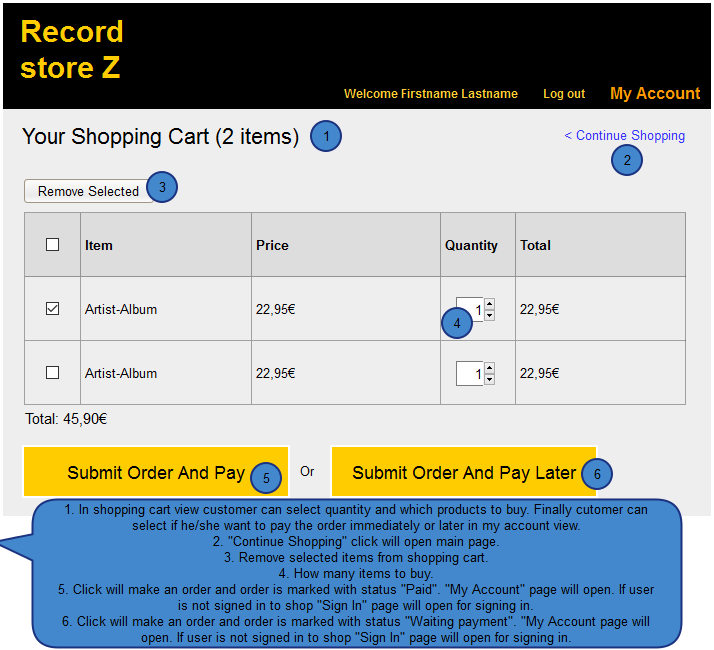 Record
store Z
Welcome Firstname Lastname Log out My Account
Your Shopping Cart (2 items) 1 < Continue Shopping
2
Remove Selected 3
Item Price Quantity Total
Artist-Album 22,95€ 1 22,95€
4
Artist-Album 22,95€ 1 22,95€
Total: 45,90€
Submit Order And Pay 5 Or Submit Order And Pay Later 6
1. In shopping cart view customer can select quantity and which products to buy. Finally cutomer can
select if he/she want to pay the order immediately or later in my account view.
2. "Continue Shopping" click will open main page.
3. Remove selected items from shopping cart.
4. How many items to buy.
5. Click will make an order and order is marked with status "Paid". "My Account" page will open. If user
is not signed in to shop "Sign In" page will open for signing in.
6. Click will make an order and order is marked with status "Waiting payment". "My Account page will
open. If user is not signed in to shop "Sign In" page will open for signing in.